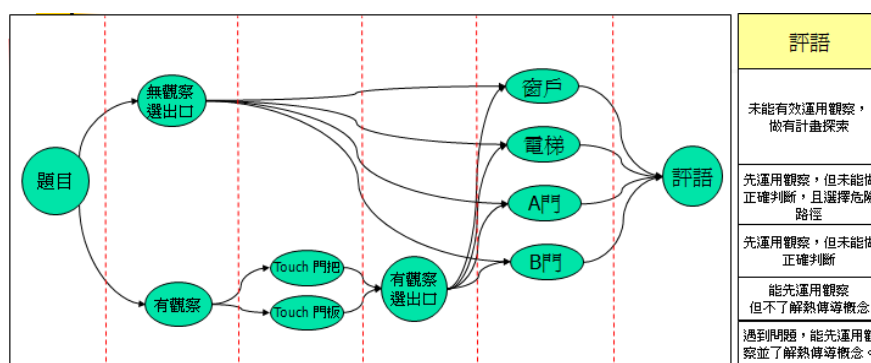 題目
無觀察
選出口
有觀察
Touch 門把
Touch 門板
有觀察
選出口
窗戶
電梯
A門
B門
評語
評語
未能有效運用觀察,
做有計畫探索
先運用觀察,但未能做
正確判斷,且選擇危險
路徑
先運用觀察,但未能做
正確判斷
能先運用觀察
但不了解熱傳導概念
遇到問題,能先運用觀
察並了解熱傳導概念。